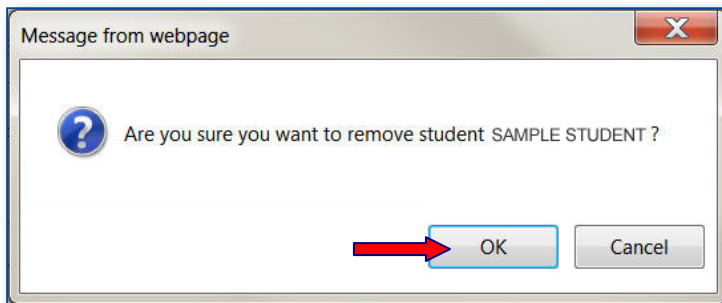 Message from webpage
Are you sure you want to remove student SAMPLE STUDENT ?
OK
Cancel